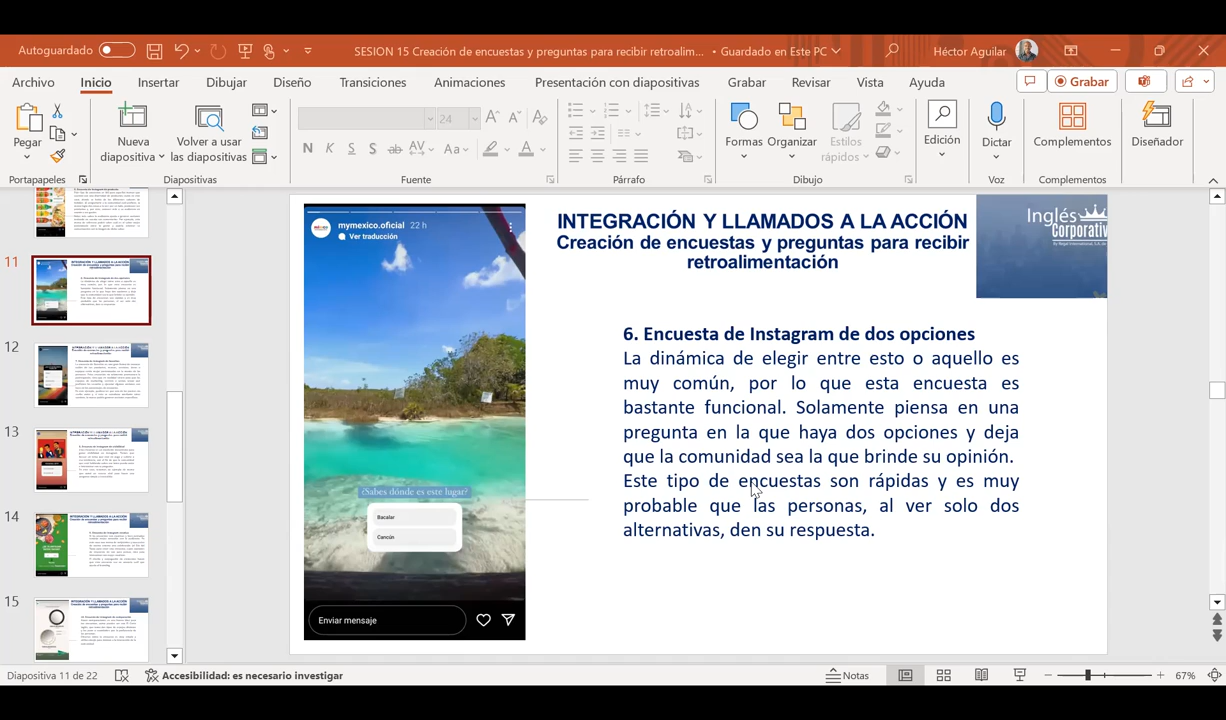 Autoguardado
SESION 15 Creación de encuestas y preguntas para recibir retroalim... • Guardado en Este PC
Héctor Aguilar
Archivo Inicio Insertar Dibujar Diseño Transiciones Animaciones Presentación con diapositivas Grabar Revisar Vista Ayuda
Grabar
Pegar
Nueva
diapositiva
Volver a usar
las diapositivas
24
N K S S ab AV Aa A
Formas Organizar Estilos
rápidos
Edición
Dictar
Complementos
Diseñador
Portapapeles Diapositivas Fuente Párrafo Dibujo Voz Complementos
11
12
13
14
15
mymexico.oficial 22 h
Ver traducción
¿Sabes dónde es este lugar?
Bacalar
Cancún
Enviar mensaje
INTEGRACIÓN Y LLAMADOS A LA ACCIÓN
Creación de encuestas y preguntas para recibir
retroalimentación
Inglés
Corporativ
6. Encuesta de Instagram de dos opciones
La dinámica de elegir entre esto o aquello es
muy común, por lo que esta encuesta es
bastante funcional. Solamente piensa en una
pregunta en la que haya dos opciones y deja
que la comunidad sea la que brinde su opinión.
Este tipo de encuestas son rápidas y es muy
probable que las personas, al ver solo dos
alternativas, den su respuesta.
Diapositiva 11 de 22
Accesibilidad: es necesario investigar
Notas
67%